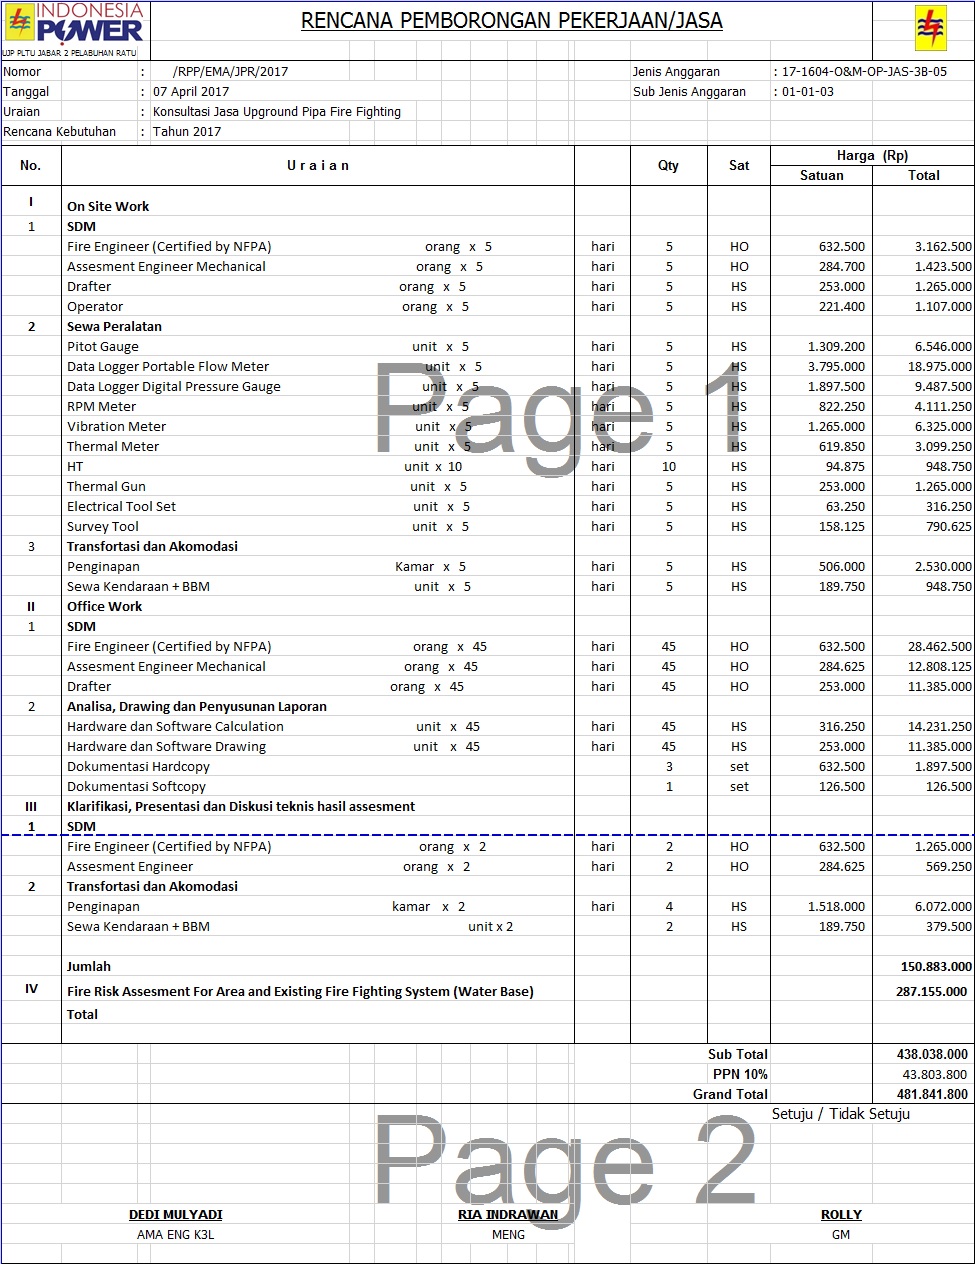 INDONESIA
POWER
UJP PLTU JABAR 2 PELABUHAN RATU
RENCANA PEMBORONGAN PEKERJAAN/JASA
Nomor : /RPP/EMA/JPR/2017 Jenis Anggaran : 17-1604-O&M-OP-JAS-3B-05
Tanggal : 07 April 2017 Sub Jenis Anggaran : 01-01-03
Uraian : Konsultasi Jasa Upground Pipa Fire Fighting
Rencana Kebutuhan : Tahun 2017
No. U r a i a n Qty Sat Harga (Rp)
Satuan Total
I On Site Work
1 SDM
Fire Engineer (Certified by NFPA) orang x 5 hari 5 HO 632.500 3.162.500
Assesment Engineer Mechanical orang x 5 hari 5 HO 284.700 1.423.500
Drafter orang x 5 hari 5 HS 253.000 1.265.000
Operator orang x 5 hari 5 HS 221.400 1.107.000
2 Sewa Peralatan
Pitot Gauge unit x 5 hari 5 HS 1.309.200 6.546.000
Data Logger Portable Flow Meter unit x 5 hari 5 HS 3.795.000 18.975.000
Data Logger Digital Pressure Gauge unit x 5 hari 5 HS 1.897.500 9.487.500
RPM Meter unit x 5 hari 5 HS 822.250 4.111.250
Vibration Meter unit x 5 hari 5 HS 1.265.000 6.325.000
Thermal Meter unit x 5 hari 5 HS 619.850 3.099.250
HT unit x 10 hari 10 HS 94.875 948.750
Thermal Gun unit x 5 hari 5 HS 253.000 1.265.000
Electrical Tool Set unit x 5 hari 5 HS 63.250 316.250
Survey Tool unit x 5 hari 5 HS 158.125 790.625
3 Transfortasi dan Akomodasi
Penginapan Kamar x 5 hari 5 HS 506.000 2.530.000
Sewa Kendaraan + BBM unit x 5 hari 5 HS 189.750 948.750
II Office Work
1 SDM
Fire Engineer (Certified by NFPA) orang x 45 hari 45 HO 632.500 28.462.500
Assesment Engineer Mechanical orang x 45 hari 45 HO 284.625 12.808.125
Drafter orang x 45 hari 45 HO 253.000 11.385.000
2 Analisa, Drawing dan Penyusunan Laporan
Hardware dan Software Calculation unit x 45 hari 45 HS 316.250 14.231.250
Hardware dan Software Drawing unit x 45 hari 45 HS 253.000 11.385.000
Dokumentasi Hardcopy 3 set 632.500 1.897.500
Dokumentasi Softcopy 1 set 126.500 126.500
III Klarifikasi, Presentasi dan Diskusi teknis hasil assesment
1 SDM
Fire Engineer (Certified by NFPA) orang x 2 hari 2 HO 632.500 1.265.000
Assesment Engineer orang x 2 hari 2 HO 284.625 569.250
2 Transfortasi dan Akomodasi
Penginapan kamar x 2 hari 4 HS 1.518.000 6.072.000
Sewa Kendaraan + BBM unit x 2 2 HS 189.750 379.500
Jumlah 150.883.000
IV Fire Risk Assesment For Area and Existing Fire Fighting System (Water Base) 287.155.000
Total
Sub Total 438.038.000
PPN 10% 43.803.800
Grand Total 481.841.800
Setuju / Tidak Setuju
DEDI MULYADI RIA INDRAWAN ROLLY
AMA ENG K3L MENG GM
Page 1
Page 2